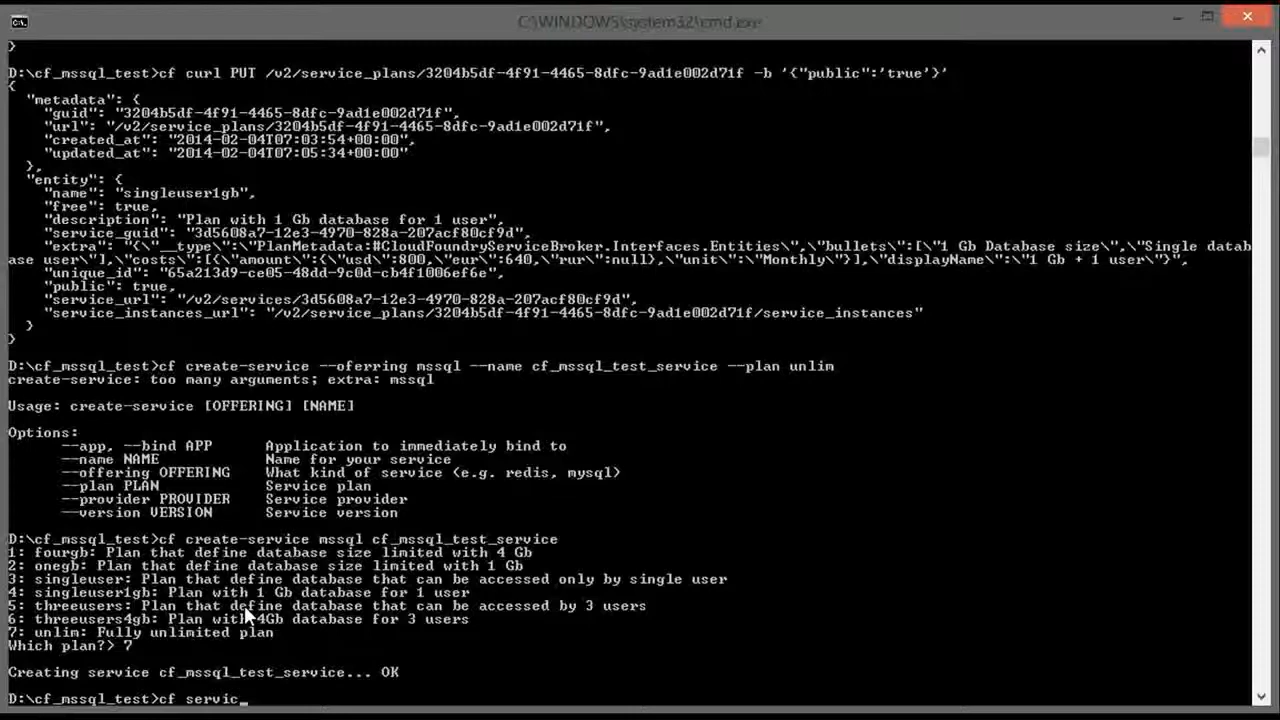 C:\WINDOWS\system32\cmd.exe
}
D:\cf_mssql_test>cf curl PUT /v2/service_plans/3204b5df-4f91-4465-8dfc-9ad1e002d71f -b '{"public":'true'}'
{
"metadata": {
"guid": "3204b5df-4f91-4465-8dfc-9ad1e002d71f",
"url": "/v2/service_plans/3204b5df-4f91-4465-8dfc-9ad1e002d71f",
"created_at": "2014-02-04T07:03:54+00:00",
"updated_at": "2014-02-04T07:05:34+00:00"
},
"entity": {
"name": "singleuser1gb",
"free": true,
"description": "Plan with 1 Gb database for 1 user",
"service_guid": "3d5608a7-12e3-4970-828a-207acf80cf9d",
"extra": "{\"__type\":\"PlanMetadata:#CloudFoundryServiceBroker.Interfaces.Entities\",\"bullets\":[\"1 Gb Database size\",\"Single datab
ase user\"],\"costs\":[{\"amount\":{\"usd\":800,\"eur\":640,\"rur\":null},\"unit\":\"Monthly\"}],\"displayName\":\"1 Gb + 1 user\"}",
"unique_id": "65a213d9-ce05-48dd-9c0d-cb4f1006ef6e",
"public": true,
"service_url": "/v2/services/3d5608a7-12e3-4970-828a-207acf80cf9d",
"service_instances_url": "/v2/service_plans/3204b5df-4f91-4465-8dfc-9ad1e002d71f/service_instances"
}
}
D:\cf_mssql_test>cf create-service --oferring mssql --name cf_mssql_test_service --plan unlim
create-service: too many arguments; extra: mssql
Usage: create-service [OFFERING] [NAME]
Options:
--app, --bind APP Application to immediately bind to
--name NAME Name for your service
--offering OFFERING What kind of service (e.g. redis, mysql)
--plan PLAN Service plan
--provider PROVIDER Service provider
--version VERSION Service version
D:\cf_mssql_test>cf create-service mssql cf_mssql_test_service
1: fourgb: Plan that define database size limited with 4 Gb
2: onegb: Plan that define database size limited with 1 Gb
3: singleuser: Plan that define database that can be accessed only by single user
4: singleuser1gb: Plan with 1 Gb database for 1 user
5: threeusers: Plan that define database that can be accessed by 3 users
6: threeusers4gb: Plan with 4Gb database for 3 users
7: unlim: Fully unlimited plan
Which plan?> 7
Creating service cf_mssql_test_service... OK
D:\cf_mssql_test>cf servic_